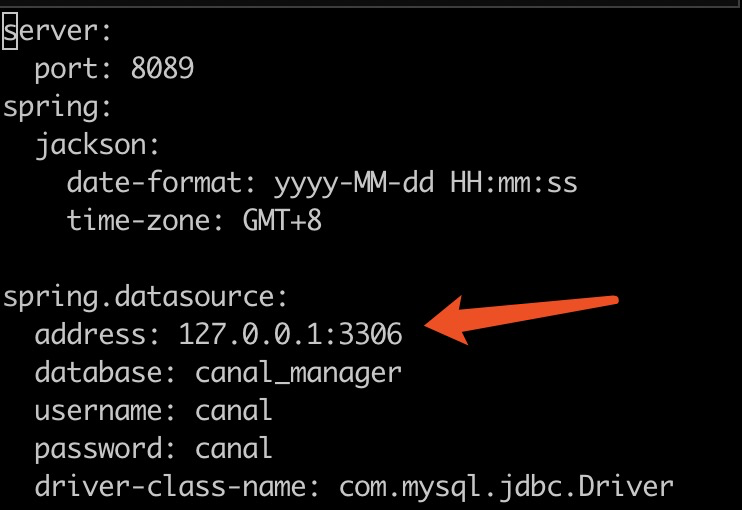 server:
  port: 8089
spring:
  jackson:
    date-format: yyyy-MM-dd HH:mm:ss
    time-zone: GMT+8

spring.datasource:
  address: 127.0.0.1:3306
  database: canal_manager
  username: canal
  password: canal
  driver-class-name: com.mysql.jdbc.Driver